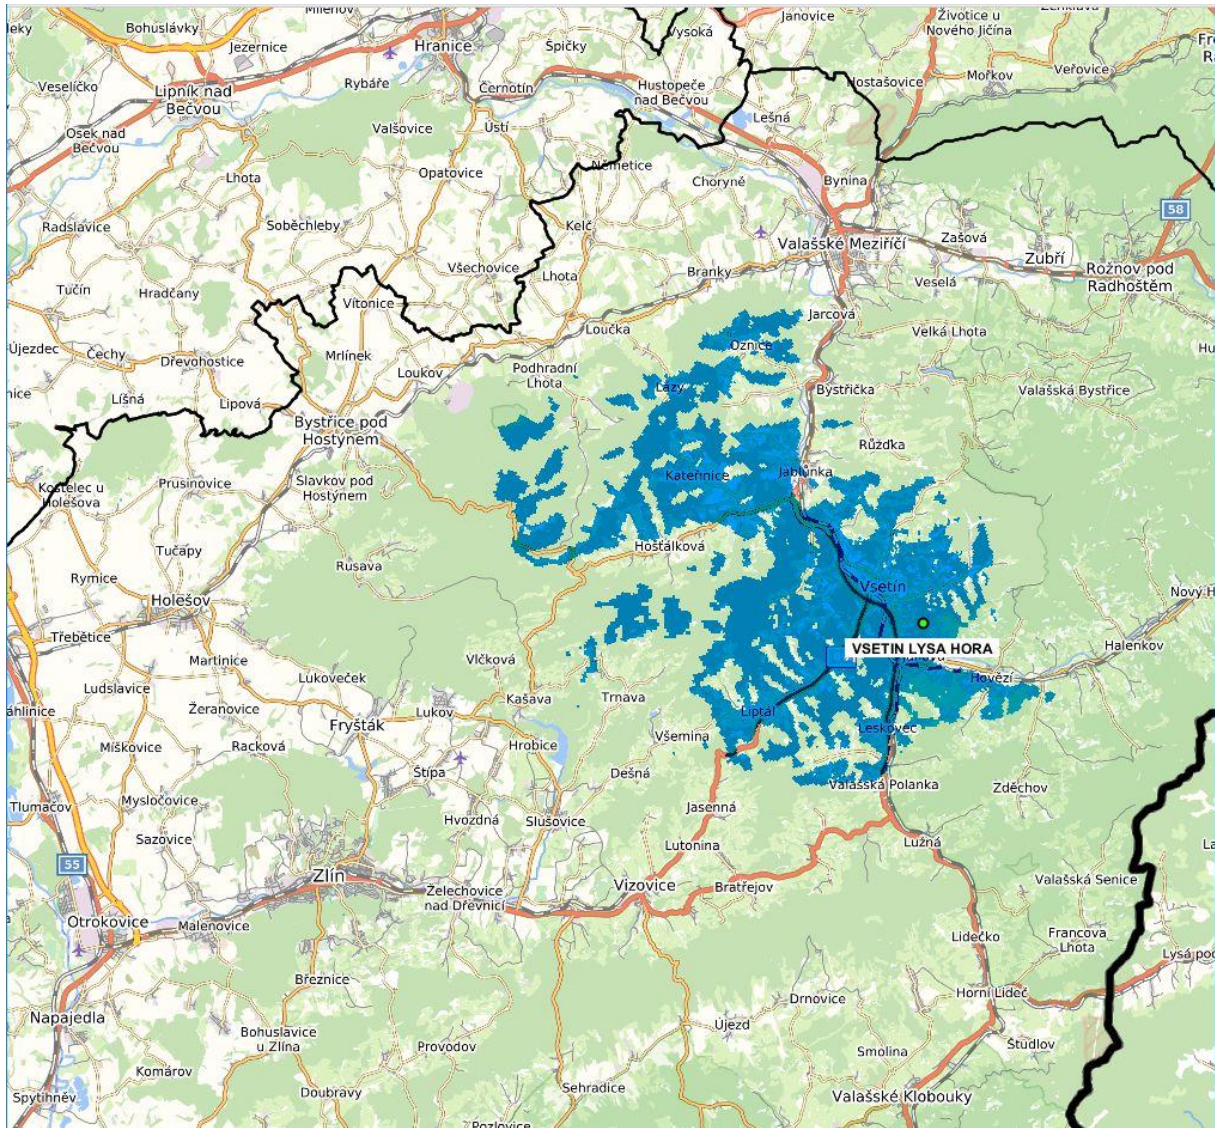 Bohuslávky
Jezernice
Hranice
Špičky
Vysoká
Janovice
Životice u
Nového Jičína
Veselíčko
Lipník nad
Bečvou
Rybáře
Černotín
Hustopeče
nad Bečvou
Mořkov
Veřovice
Osek nad
Bečvou
Valšovice
Ústí
Lešná
Lhota
Opatovice
Němetice
Choryně
Bynina
Radslavice
Soběchleby
Kelč
Valašské Meziříčí
Zašová
58
Zubří
Rožnov pod
Radhoštěm
Tučín
Hradčany
Všechovice
Lhota
Branky
Veselá
Vítonice
Loučka
Jarcová
Velká Lhota
Újezdec
Čechy
Dřevohostice
Mrlínek
Loukov
Podhradní
Lhota
Oznice
Lázy
Bystřička
Valašská Bystřice
Líšná
Lipová
Bystřice pod
Hostýnem
Růžďka
Kostelec u
Holešova
Prusinovice
Slavkov pod
Hostýnem
Kateřinice
Jablůnka
Tučapy
Rusava
Hošťálková
Rymice
Holešov
Vsetín
Třebětice
Martinice
Vlčková
VSETIN LYSA HORA
Halenkov
Ludslavice
Lukoveček
Hovězí
Žeranovice
Fryšták
Lukov
Kašava
Trnava
Liptál
Leskovec
Míškovice
Racková
Hrobice
Všemina
Štípa
Dešná
Valašská Polanka
Zděchov
Tlumačov
Mysločovice
Hvozdná
Slušovice
Jasenná
Sazovice
Lutonina
Lužná
55
Zlín
Želechovice
nad Dřevnicí
Vizovice
Bratřejov
Valašská Senice
Otrokovice
Malenovice
Lidečko
Francova
Lhota
Březnice
Horní Lideč
Drnovice
Napajedla
Bohuslavice
u Zlína
Provodov
Újezd
Študlov
Komárov
Smolina
Spytihněv
Doubravy
Sehradice
Valašské Klobouky
Pozlovice